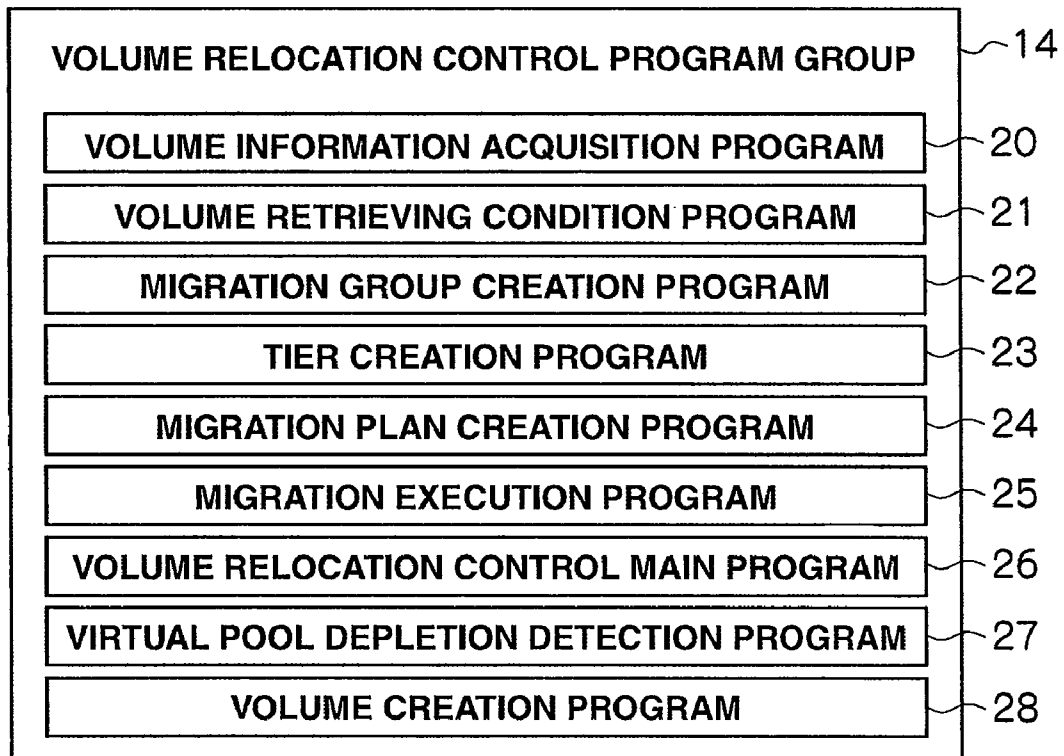 VOLUME RELOCATION CONTROL PROGRAM GROUP 14
VOLUME INFORMATION ACQUISITION PROGRAM 20
VOLUME RETRIEVING CONDITION PROGRAM 21
MIGRATION GROUP CREATION PROGRAM 22
TIER CREATION PROGRAM 23
MIGRATION PLAN CREATION PROGRAM 24
MIGRATION EXECUTION PROGRAM 25
VOLUME RELOCATION CONTROL MAIN PROGRAM 26
VIRTUAL POOL DEPLETION DETECTION PROGRAM 27
VOLUME CREATION PROGRAM 28